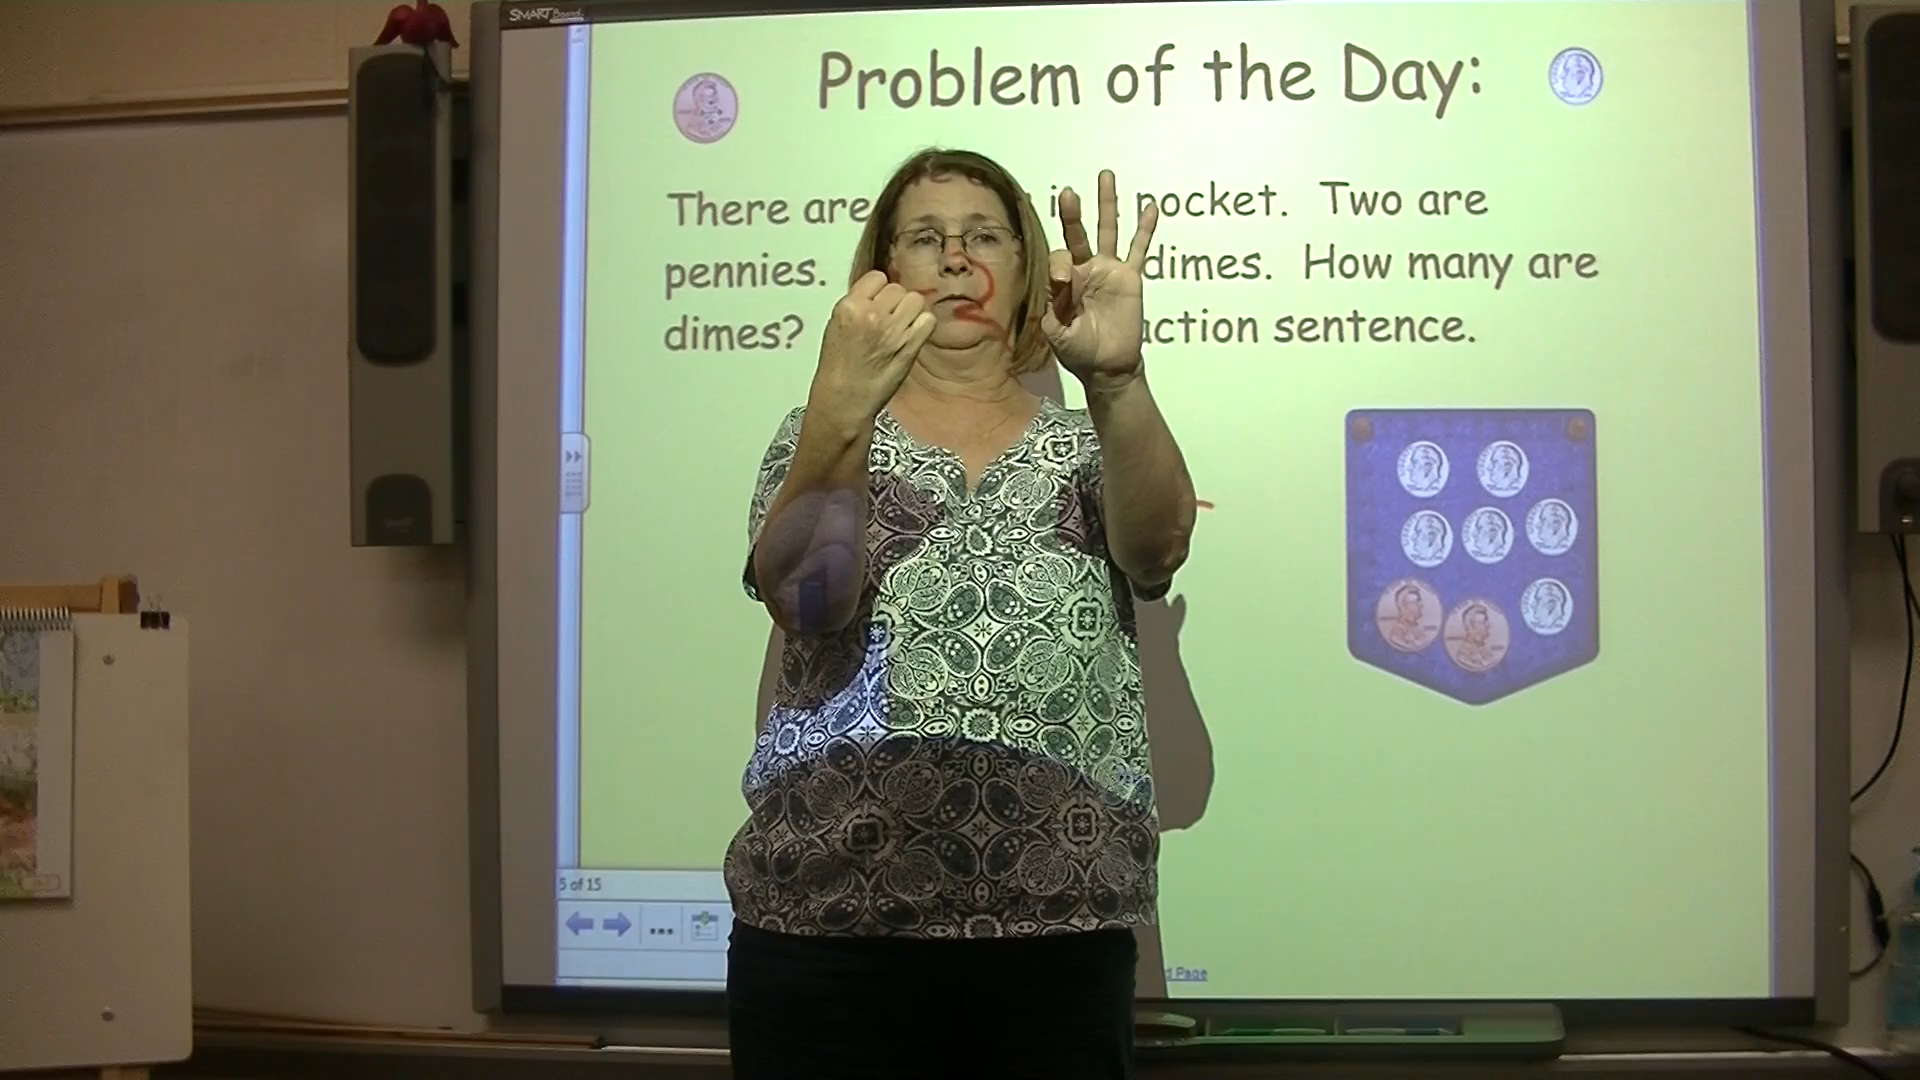 SMART Board
Problem of the Day:
There are pocket. Two are
pennies. dimes. How many are
dimes? action sentence.
5 of 15
Page